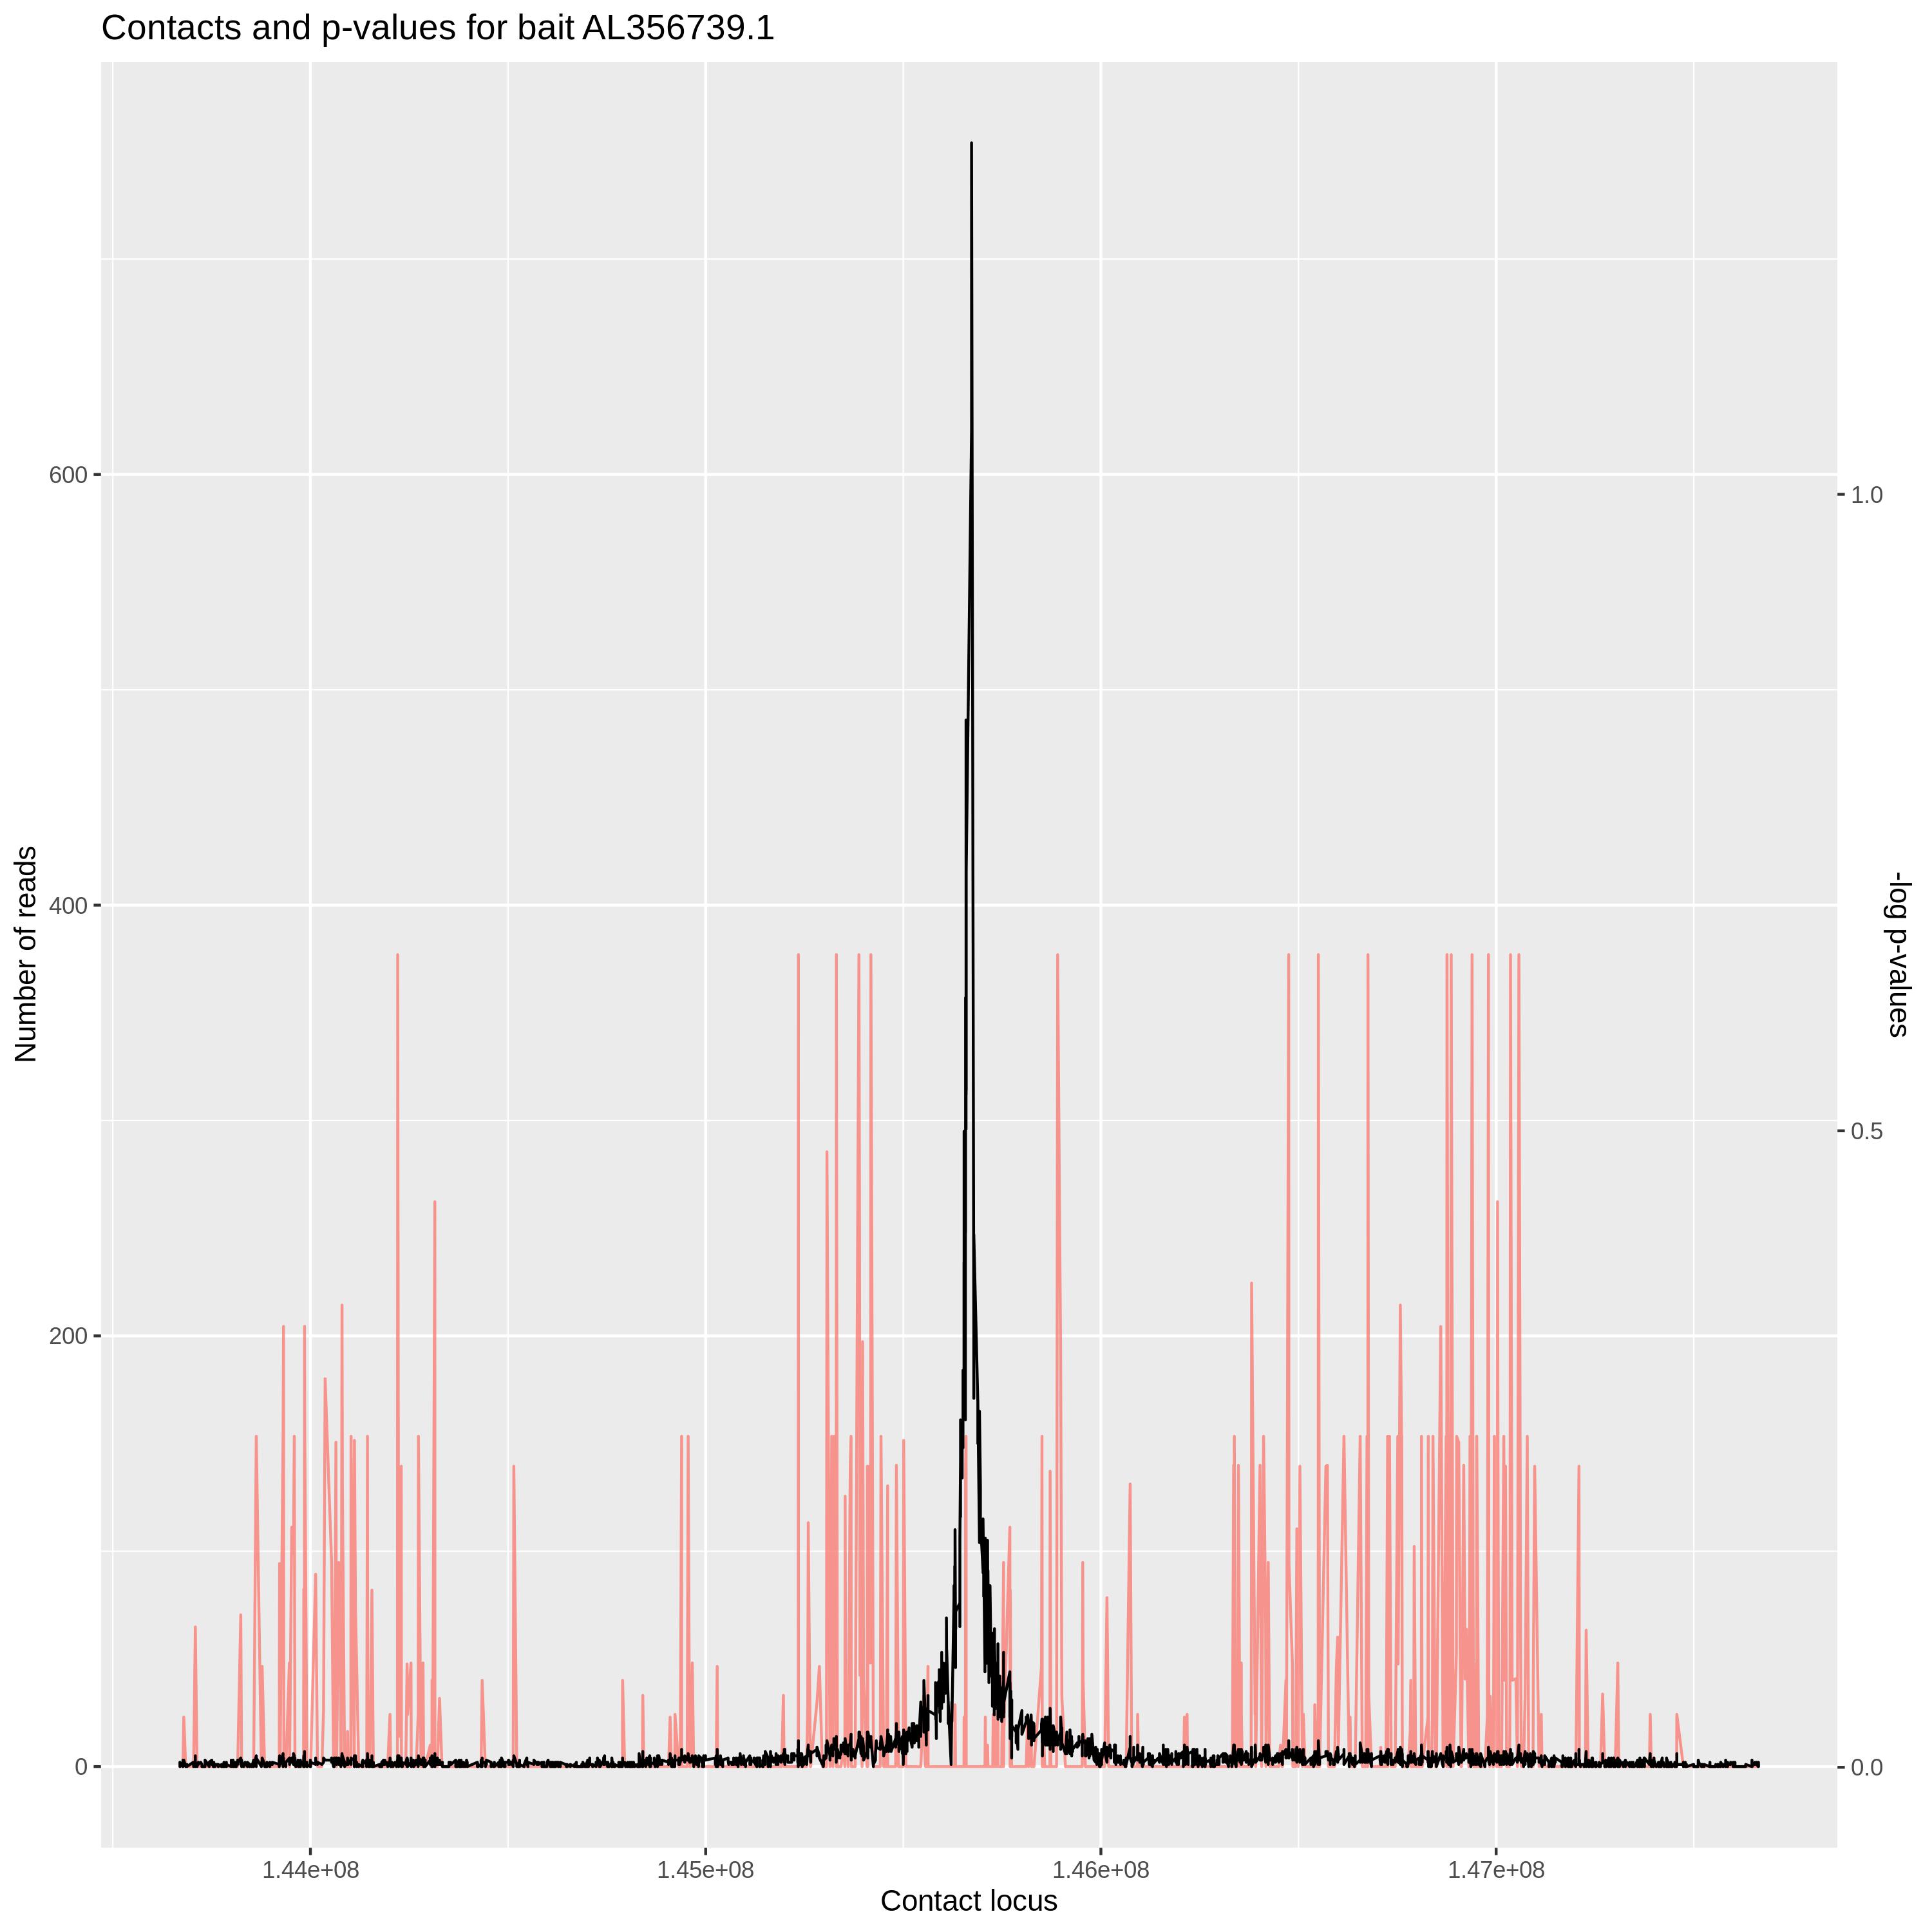 Contacts and p-values for bait AL356739.1
Number of reads
600
400
200
0
1.0
0.5
0.0
-log p-values
1.44e+08
1.45e+08
1.46e+08
1.47e+08
Contact locus